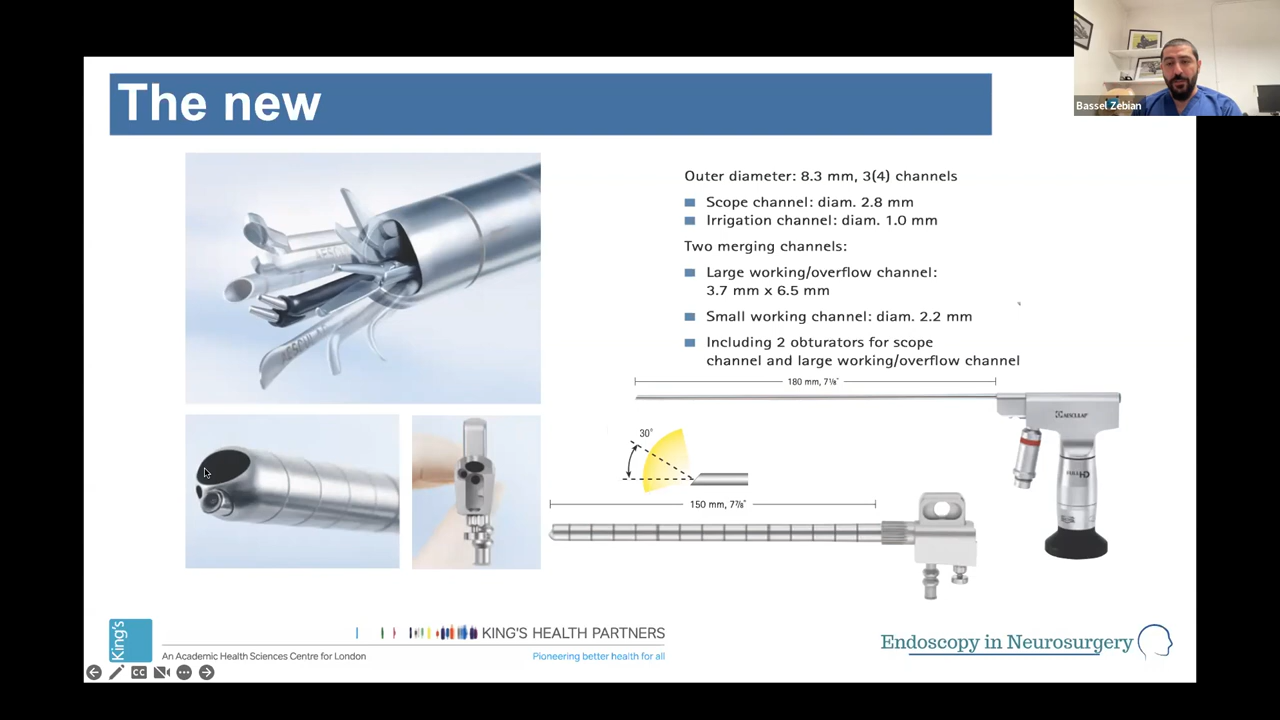 The new
Bassel Zebian
Outer diameter: 8.3 mm, 3(4) channels
Scope channel: diam. 2.8 mm
Irrigation channel: diam. 1.0 mm
Two merging channels:
Large working/overflow channel:
3.7 mm x 6.5 mm
Small working channel: diam. 2.2 mm
Including 2 obturators for scope
channel and large working/overflow channel
180 mm, 7⅛"
AESCULAP
30°
150 mm, 7⅞"
King's
KING'S HEALTH PARTNERS
An Academic Health Sciences Centre for London
Pioneering better health for all
Endoscopy in Neurosurgery
CC